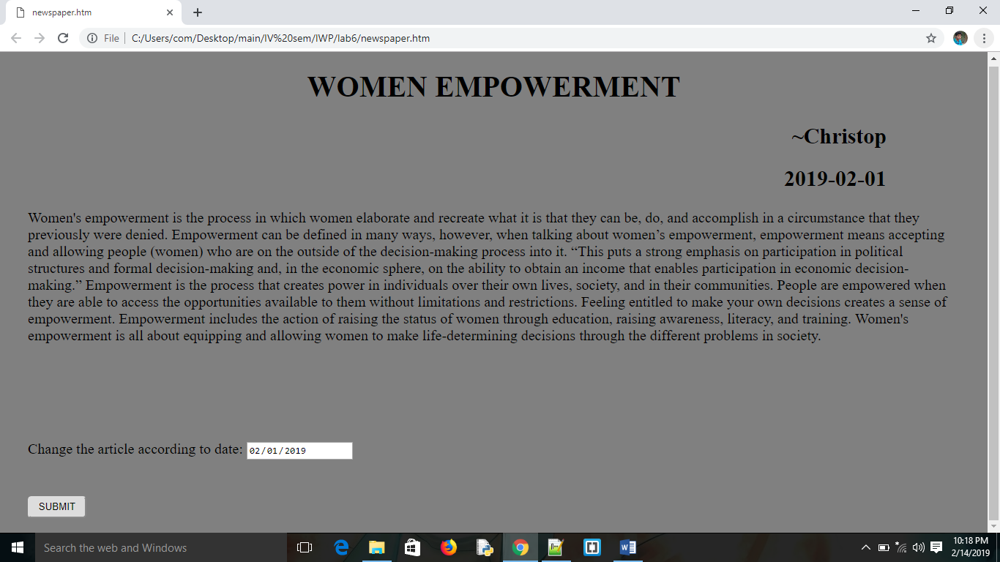 newspaper.htm
File
C:/Users/com/Desktop/main/IV%20sem/IWP/lab6/newspaper.htm
WOMEN EMPOWERMENT
~Christop
2019-02-01
Women's empowerment is the process in which women elaborate and recreate what it is that they can be, do, and accomplish in a circumstance that they
previously were denied. Empowerment can be defined in many ways, however, when talking about women’s empowerment, empowerment means accepting
and allowing people (women) who are on the outside of the decision-making process into it. “This puts a strong emphasis on participation in political
structures and formal decision-making and, in the economic sphere, on the ability to obtain an income that enables participation in economic decision-
making.” Empowerment is the process that creates power in individuals over their own lives, society, and in their communities. People are empowered when
they are able to access the opportunities available to them without limitations and restrictions. Feeling entitled to make your own decisions creates a sense of
empowerment. Empowerment includes the action of raising the status of women through education, raising awareness, literacy, and training. Women's
empowerment is all about equipping and allowing women to make life-determining decisions through the different problems in society.
Change the article according to date: 02/01/2019
SUBMIT
Search the web and Windows
10:18 PM
2/14/2019